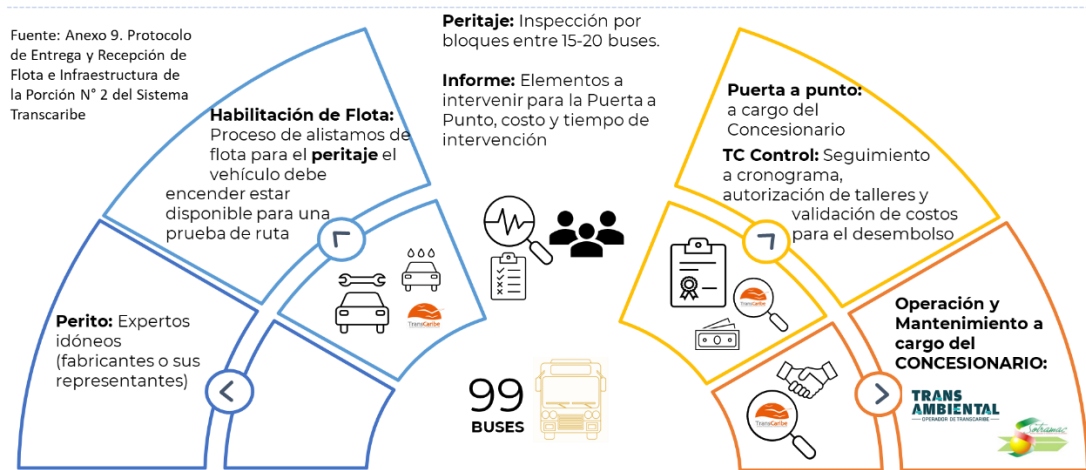 Fuente: Anexo 9. Protocolo
de Entrega y Recepción de
Flota e Infraestructura de
la Porción N° 2 del Sistema
Transcaribe
Perito: Expertos
idóneos
(fabricantes o sus
representantes)
Habilitación de Flota:
Proceso de alistamos de
flota para el peritaje el
vehículo debe
encender estar
disponible para una
prueba de ruta
TransCaribe
Peritaje: Inspección por
bloques entre 15-20 buses.
Informe: Elementos a
intervenir para la Puerta a
Punto, costo y tiempo de
intervención
99
BUSES
Puerta a punto:
a cargo del
Concesionario
TC Control: Seguimiento
a cronograma,
autorización de talleres y
validación de costos
para el desembolso
TransCaribe
Operación y
Mantenimiento a
cargo del
CONCESIONARIO:
TransCaribe
TRANS
AMBIENTAL
OPERADOR DE TRANSCARIBE
Sotramac